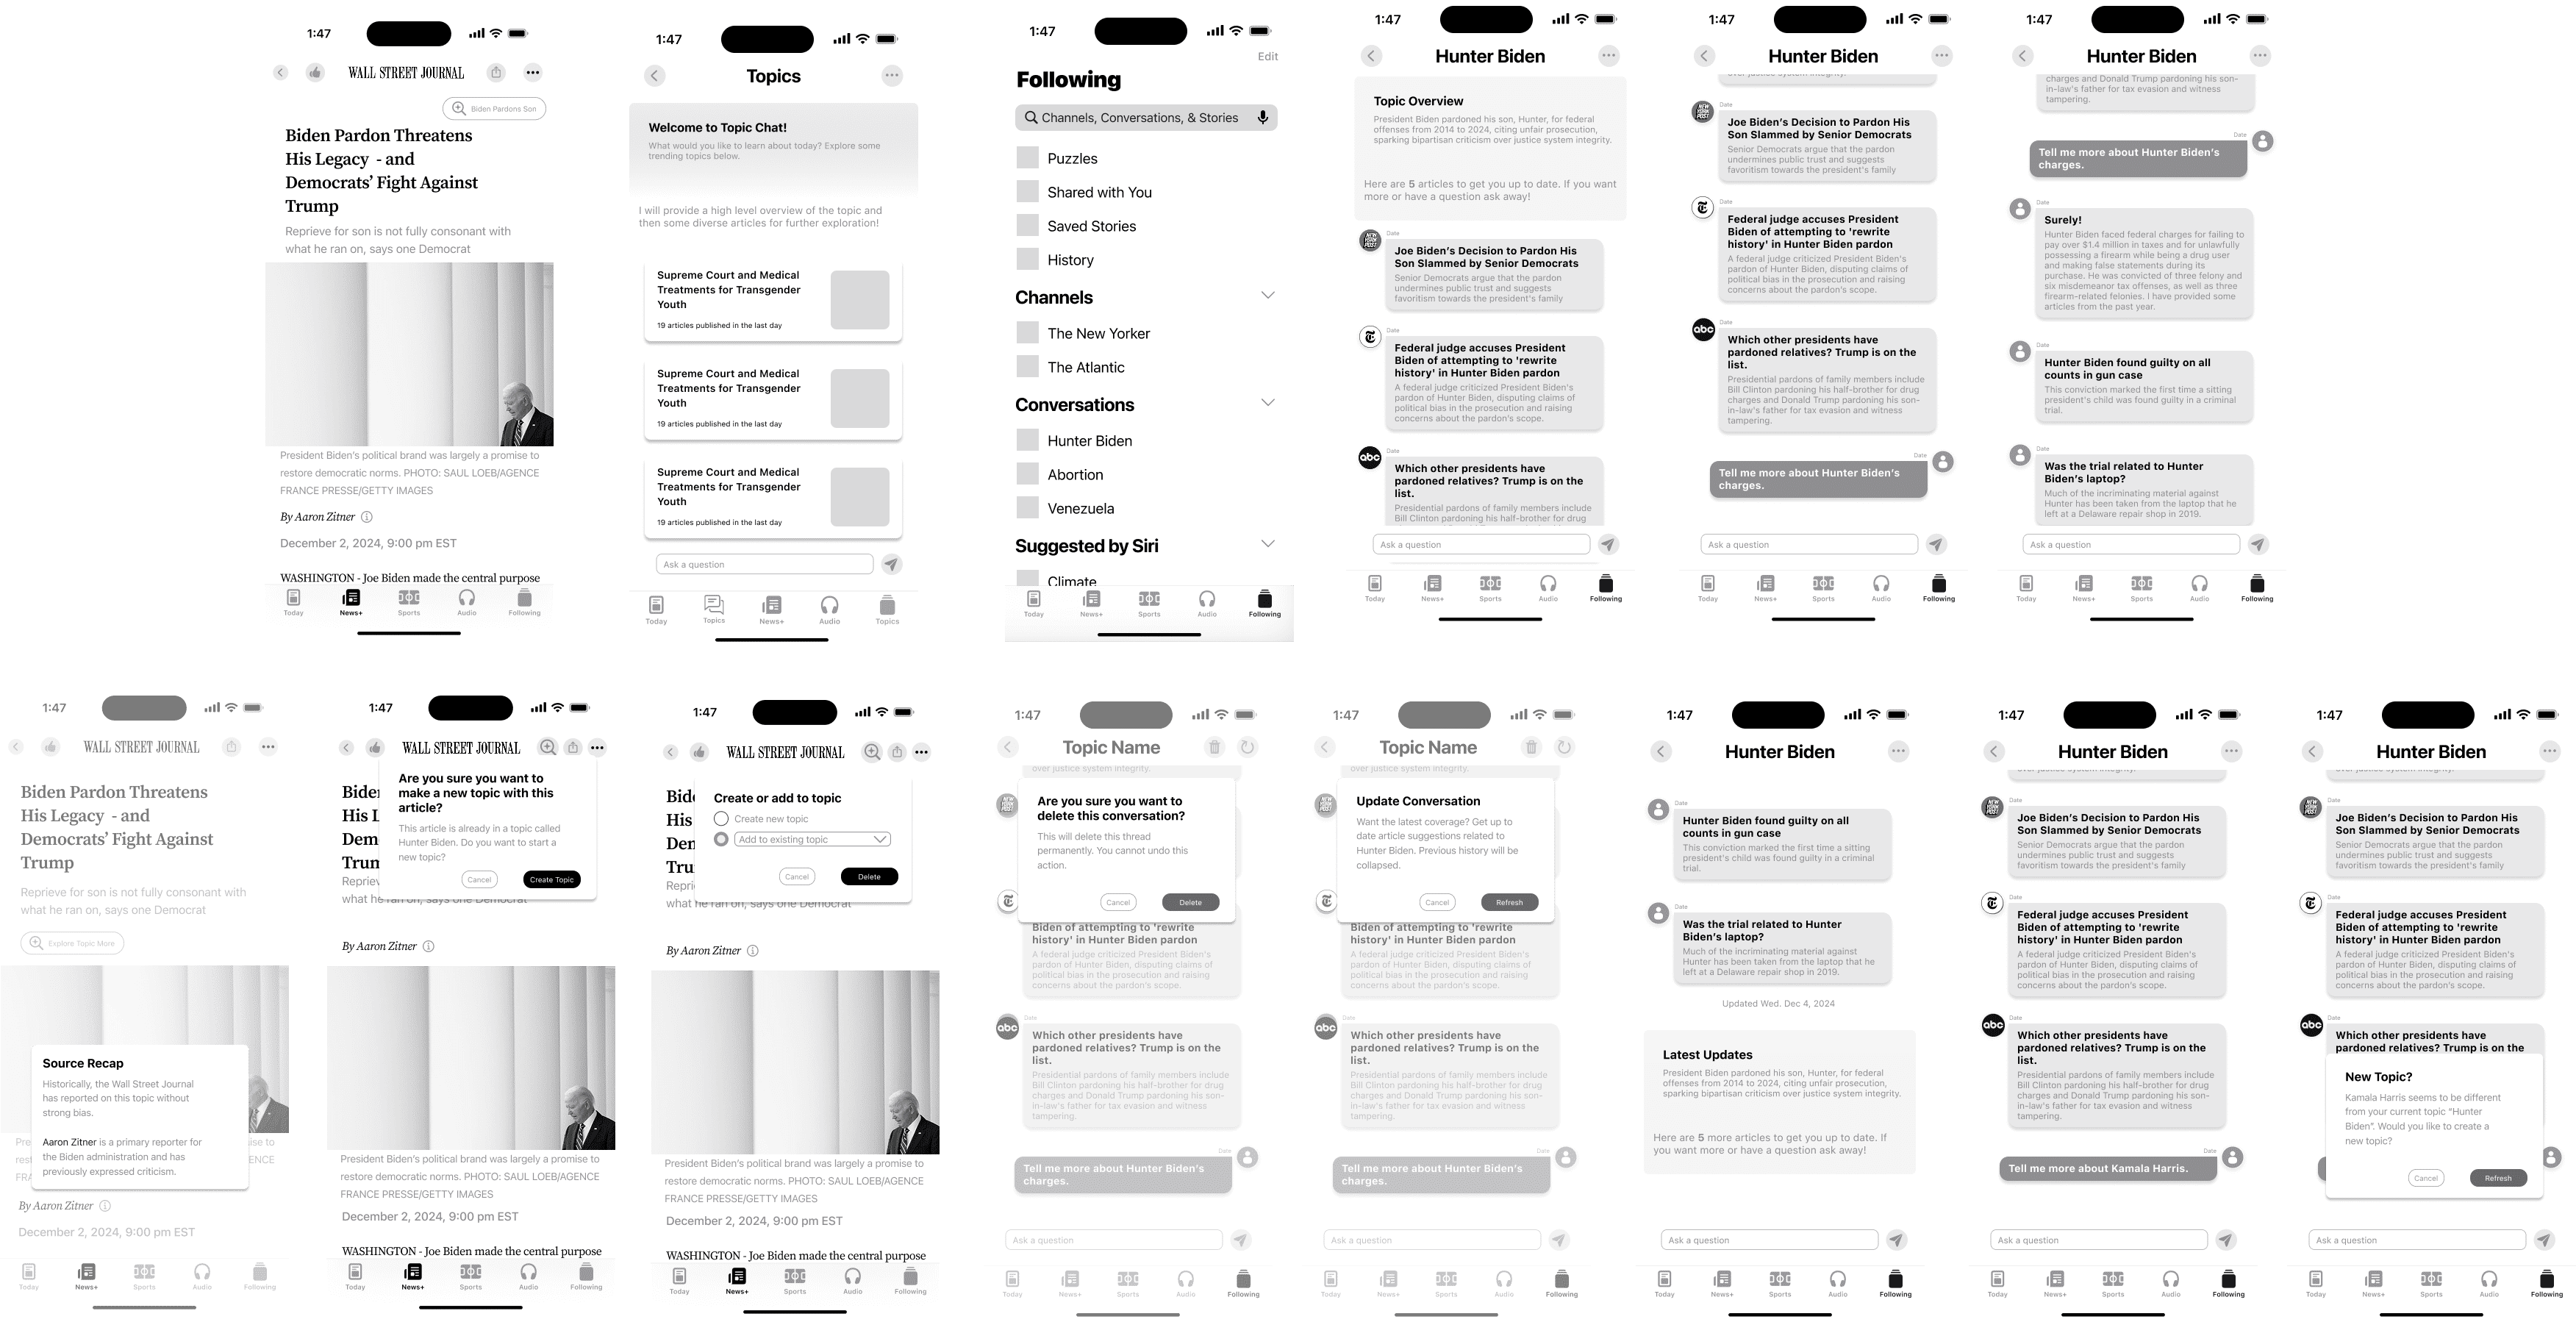 1:47
WALL STREET JOURNAL
Biden Pardons Son
Biden Pardon Threatens
His Legacy - and
Democrats’ Fight Against
Trump
Reprieve for son is not fully consonant with
what he ran on, says one Democrat
President Biden’s political brand was largely a promise to
restore democratic norms. PHOTO: SAUL LOEB/AGENCE
FRANCE PRESSE/GETTY IMAGES
By Aaron Zitner
December 2, 2024, 9:00 pm EST
WASHINGTON - Joe Biden made the central purpose
Today
News+
Sports
Audio
Following
1:47
Topics
Welcome to Topic Chat!
What would you like to learn about today? Explore some
trending topics below.
I will provide a high level overview of the topic and
then some diverse articles for further exploration!
Supreme Court and Medical
Treatments for Transgender
Youth
19 articles published in the last day
Supreme Court and Medical
Treatments for Transgender
Youth
19 articles published in the last day
Supreme Court and Medical
Treatments for Transgender
Youth
19 articles published in the last day
Ask a question
Today
Topics
News+
Audio
Topics
1:47
Edit
Following
Channels, Conversations, & Stories
Puzzles
Shared with You
Saved Stories
History
Channels
The New Yorker
The Atlantic
Conversations
Hunter Biden
Abortion
Venezuela
Suggested by Siri
Climate
Today
News+
Sports
Audio
Following
1:47
Hunter Biden
Topic Overview
President Biden pardoned his son, Hunter, for federal
offenses from 2014 to 2024, citing unfair prosecution,
sparking bipartisan criticism over justice system integrity.
Here are 5 articles to get you up to date. If you want
more or have a question ask away!
NEW YORK POST
Date
Joe Biden’s Decision to Pardon His
Son Slammed by Senior Democrats
Senior Democrats argue that the pardon
undermines public trust and suggests
favoritism towards the president's family
Date
Federal judge accuses President
Biden of attempting to 'rewrite
history' in Hunter Biden pardon
A federal judge criticized President Biden's
pardon of Hunter Biden, disputing claims of
political bias in the prosecution and raising
concerns about the pardon's scope.
abc
Date
Which other presidents have
pardoned relatives? Trump is on the
list.
Presidential pardons of family members include
Bill Clinton pardoning his half-brother for drug
Ask a question
Today
News+
Sports
Audio
Following
1:47
Hunter Biden
over justice system integrity.
NEW YORK POST
Date
Joe Biden’s Decision to Pardon His
Son Slammed by Senior Democrats
Senior Democrats argue that the pardon
undermines public trust and suggests
favoritism towards the president's family
Date
Federal judge accuses President
Biden of attempting to 'rewrite
history' in Hunter Biden pardon
A federal judge criticized President Biden's
pardon of Hunter Biden, disputing claims of
political bias in the prosecution and raising
concerns about the pardon's scope.
abc
Date
Which other presidents have
pardoned relatives? Trump is on the
list.
Presidential pardons of family members include
Bill Clinton pardoning his half-brother for drug
charges and Donald Trump pardoning his son-
in-law's father for tax evasion and witness
tampering.
Date
Tell me more about Hunter Biden’s
charges.
Ask a question
Today
News+
Sports
Audio
Following
1:47
Hunter Biden
charges and Donald Trump pardoning his son-
in-law's father for tax evasion and witness
tampering.
Date
Tell me more about Hunter Biden’s
charges.
Date
Surely!
Hunter Biden faced federal charges for failing to
pay over $1.4 million in taxes and for unlawfully
possessing a firearm while being a drug user
and making false statements during its
purchase. He was convicted of three felony and
six misdemeanor tax offenses, as well as three
firearm-related felonies. I have provided some
articles from the past year.
Date
Hunter Biden found guilty on all
counts in gun case
This conviction marked the first time a sitting
president's child was found guilty in a criminal
trial.
Date
Was the trial related to Hunter
Biden’s laptop?
Much of the incriminating material against
Hunter has been taken from the laptop that he
left at a Delaware repair shop in 2019.
Ask a question
Today
News+
Sports
Audio
Following
1:47
WALL STREET JOURNAL
Biden Pardon Threatens
His Legacy - and
Democrats’ Fight Against
Trump
Reprieve for son is not fully consonant with
what he ran on, says one Democrat
Explore Topic More
Source Recap
Historically, the Wall Street Journal
has reported on this topic without
strong bias.
Aaron Zitner is a primary reporter for
the Biden administration and has
previously expressed criticism.
Pre
ise to
rest
ENCE
FRA
By Aaron Zitner
December 2, 2024, 9:00 pm EST
Today
News+
Sports
Audio
Following
1:47
WALL STREET JOURNAL
Biden
His L
Dem
Trum
Repriev
what he ran on, says one Democrat
Are you sure you want to
make a new topic with this
article?
This article is already in a topic called
Hunter Biden. Do you want to start a
new topic?
Cancel
Create Topic
By Aaron Zitner
President Biden’s political brand was largely a promise to
restore democratic norms. PHOTO: SAUL LOEB/AGENCE
FRANCE PRESSE/GETTY IMAGES
December 2, 2024, 9:00 pm EST
WASHINGTON - Joe Biden made the central purpose
Today
News+
Sports
Audio
Following
1:47
WALL STREET JOURNAL
Bide
His
Den
Tru
Repri
what he ran on, says one Democrat
Create or add to topic
Create new topic
Add to existing topic
Cancel
Delete
By Aaron Zitner
President Biden’s political brand was largely a promise to
restore democratic norms. PHOTO: SAUL LOEB/AGENCE
FRANCE PRESSE/GETTY IMAGES
December 2, 2024, 9:00 pm EST
WASHINGTON - Joe Biden made the central purpose
Today
News+
Sports
Audio
Following
1:47
Topic Name
over justice system integrity.
NEW YORK POST
Are you sure you want to
delete this conversation?
This will delete this thread
permanently. You cannot undo this
action.
Cancel
Delete
Biden of attempting to 'rewrite
history' in Hunter Biden pardon
A federal judge criticized President Biden's
pardon of Hunter Biden, disputing claims of
political bias in the prosecution and raising
concerns about the pardon's scope.
abc
Date
Which other presidents have
pardoned relatives? Trump is on the
list.
Presidential pardons of family members include
Bill Clinton pardoning his half-brother for drug
charges and Donald Trump pardoning his son-
in-law's father for tax evasion and witness
tampering.
Date
Tell me more about Hunter Biden’s
charges.
Ask a question
Today
News+
Sports
Audio
Following
1:47
Topic Name
over justice system integrity.
NEW YORK POST
Update Conversation
Want the latest coverage? Get up to
date article suggestions related to
Hunter Biden. Previous history will be
collapsed.
Cancel
Refresh
Biden of attempting to 'rewrite
history' in Hunter Biden pardon
A federal judge criticized President Biden's
pardon of Hunter Biden, disputing claims of
political bias in the prosecution and raising
concerns about the pardon's scope.
abc
Date
Which other presidents have
pardoned relatives? Trump is on the
list.
Presidential pardons of family members include
Bill Clinton pardoning his half-brother for drug
charges and Donald Trump pardoning his son-
in-law's father for tax evasion and witness
tampering.
Date
Tell me more about Hunter Biden’s
charges.
Ask a question
Today
News+
Sports
Audio
Following
1:47
Hunter Biden
Date
Hunter Biden found guilty on all
counts in gun case
This conviction marked the first time a sitting
president's child was found guilty in a criminal
trial.
Date
Was the trial related to Hunter
Biden’s laptop?
Much of the incriminating material against
Hunter has been taken from the laptop that he
left at a Delaware repair shop in 2019.
Updated Wed. Dec 4, 2024
Latest Updates
President Biden pardoned his son, Hunter, for federal
offenses from 2014 to 2024, citing unfair prosecution,
sparking bipartisan criticism over justice system integrity.
Here are 5 more articles to get you up to date. If
you want more or have a question ask away!
Ask a question
Today
News+
Sports
Audio
Following
1:47
Hunter Biden
over justice system integrity.
NEW YORK POST
Date
Joe Biden’s Decision to Pardon His
Son Slammed by Senior Democrats
Senior Democrats argue that the pardon
undermines public trust and suggests
favoritism towards the president's family
Date
Federal judge accuses President
Biden of attempting to 'rewrite
history' in Hunter Biden pardon
A federal judge criticized President Biden's
pardon of Hunter Biden, disputing claims of
political bias in the prosecution and raising
concerns about the pardon's scope.
abc
Date
Which other presidents have
pardoned relatives? Trump is on the
list.
Presidential pardons of family members include
Bill Clinton pardoning his half-brother for drug
charges and Donald Trump pardoning his son-
in-law's father for tax evasion and witness
tampering.
Date
Tell me more about Kamala Harris.
Ask a question
Today
News+
Sports
Audio
Following
1:47
Hunter Biden
over justice system integrity.
NEW YORK POST
Date
Joe Biden’s Decision to Pardon His
Son Slammed by Senior Democrats
Senior Democrats argue that the pardon
undermines public trust and suggests
favoritism towards the president's family
Date
Federal judge accuses President
Biden of attempting to 'rewrite
history' in Hunter Biden pardon
A federal judge criticized President Biden's
pardon of Hunter Biden, disputing claims of
political bias in the prosecution and raising
concerns about the pardon's scope.
abc
Date
Which other presidents have
pardoned relatives? Trump is on the
New Topic?
Kamala Harris seems to be different
from your current topic “Hunter
Biden”. Would you like to create a
new topic?
Cancel
Refresh
Ask a question
Today
News+
Sports
Audio
Following